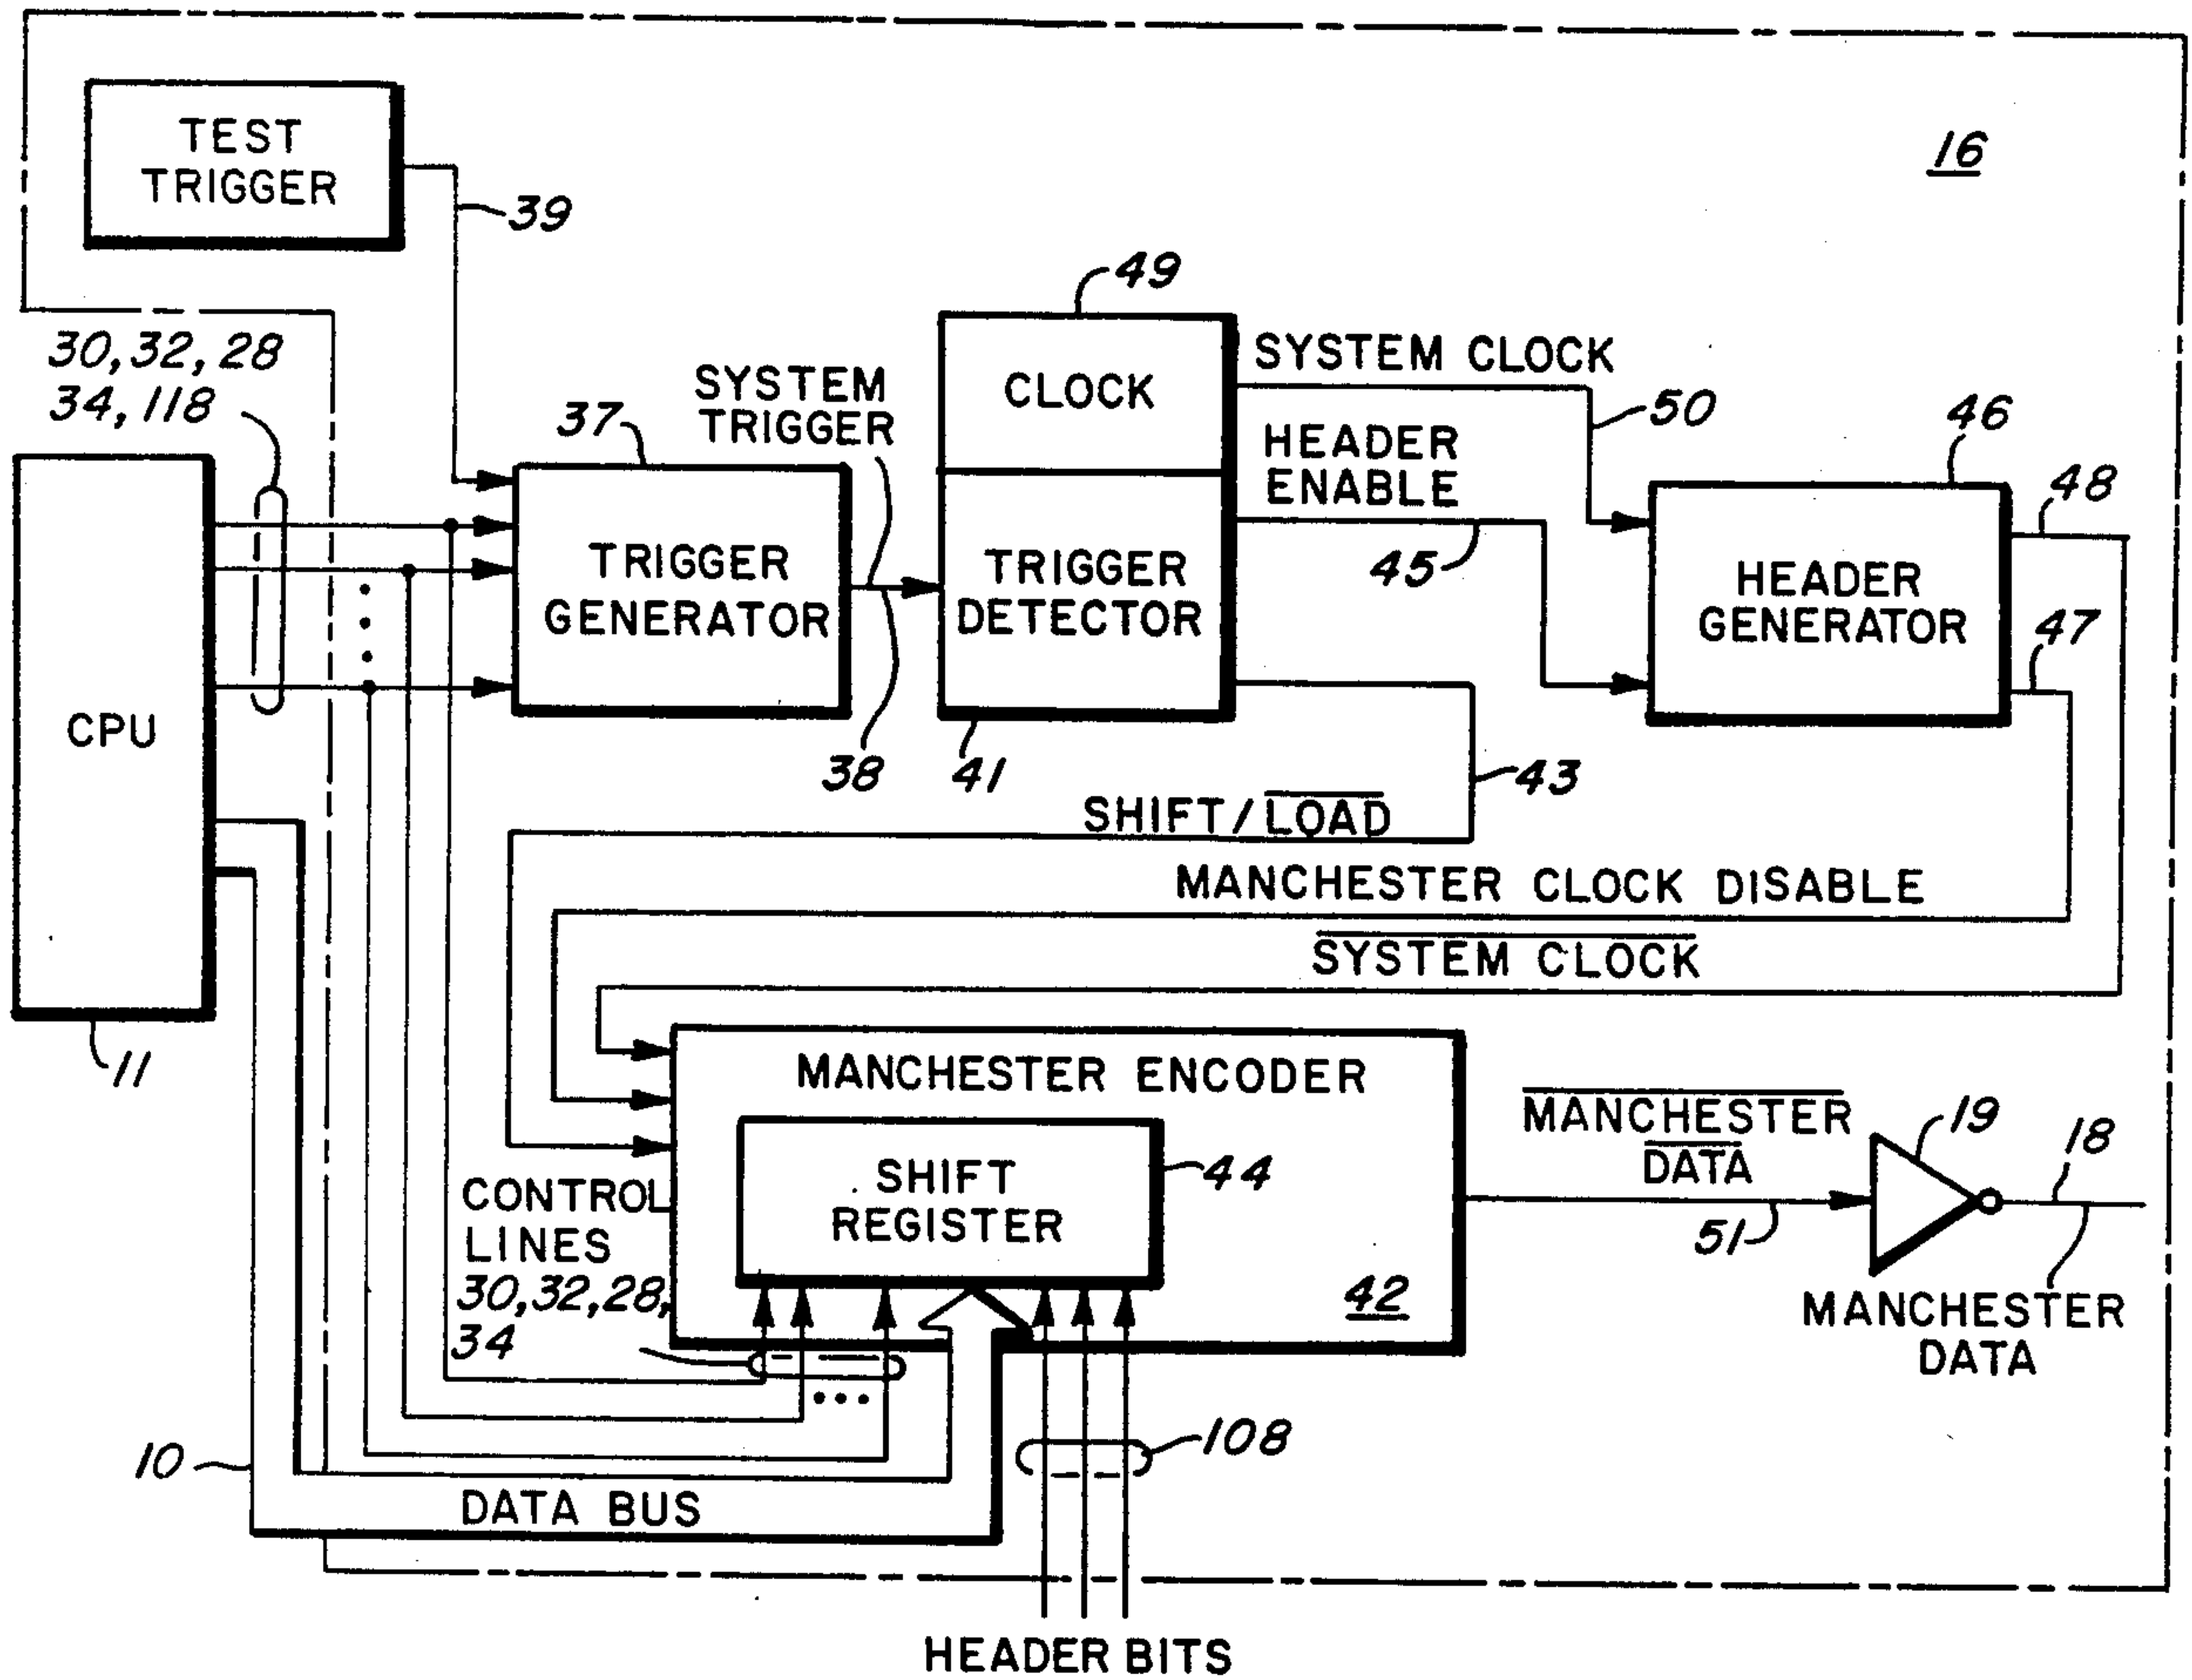 TEST
TRIGGER
39
16
30, 32, 28
34, 118
CPU
11
37
TRIGGER
GENERATOR
SYSTEM
TRIGGER
38
49
CLOCK
TRIGGER
DETECTOR
41
SYSTEM CLOCK
50
HEADER
ENABLE
45
46
HEADER
GENERATOR
48
47
43
SHIFT/LOAD
MANCHESTER CLOCK DISABLE
SYSTEM CLOCK
MANCHESTER ENCODER
SHIFT
REGISTER
44
42
CONTROL
LINES
30, 32, 28,
34
MANCHESTER
DATA
51
19
18
MANCHESTER
DATA
10
DATA BUS
108
HEADER BITS